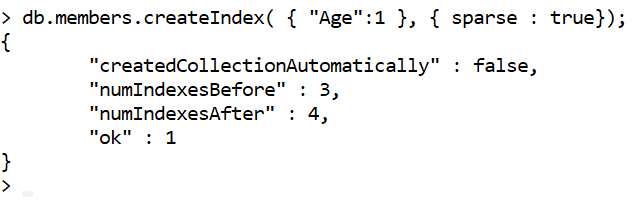 > db.members.createIndex( { "Age":1 }, { sparse : true});
{
        "createdCollectionAutomatically" : false,
        "numIndexesBefore" : 3,
        "numIndexesAfter" : 4,
        "ok" : 1
}
>